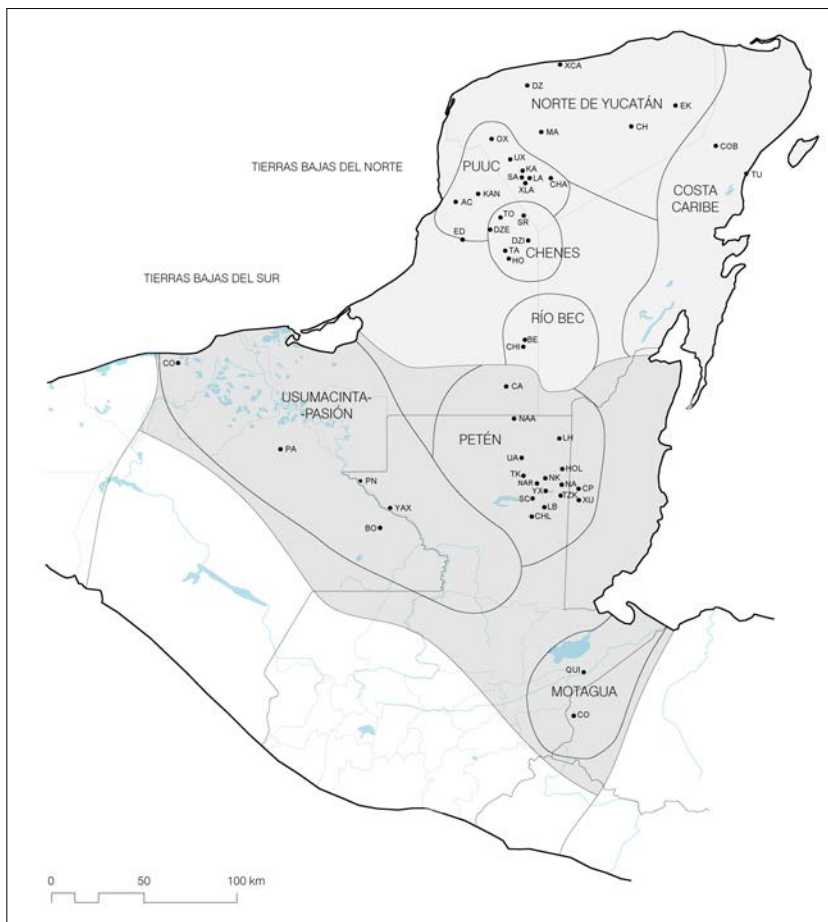 XCA
DZ
NORTE DE YUCATÁN
EK
MA
CH
OX
COB
TIERRAS BAJAS DEL NORTE
UX
PUUC
KA
TU
SA
LA
CHA
XLA
COSTA
CARIBE
KAN
AC
TO
SR
DZE
ED
DZI
CHENES
TA
HO
TIERRAS BAJAS DEL SUR
RÍO BEC
BE
CHI
CO
CA
USUMACINTA-
-PASIÓN
NAA
PETÉN
LH
PA
UA
HOL
TK
NK
PN
NAR
NA
CP
YX
TZK
SC
XU
YAX
LB
CHL
BO
QUI
MOTAGUA
CO
0 50 100 km